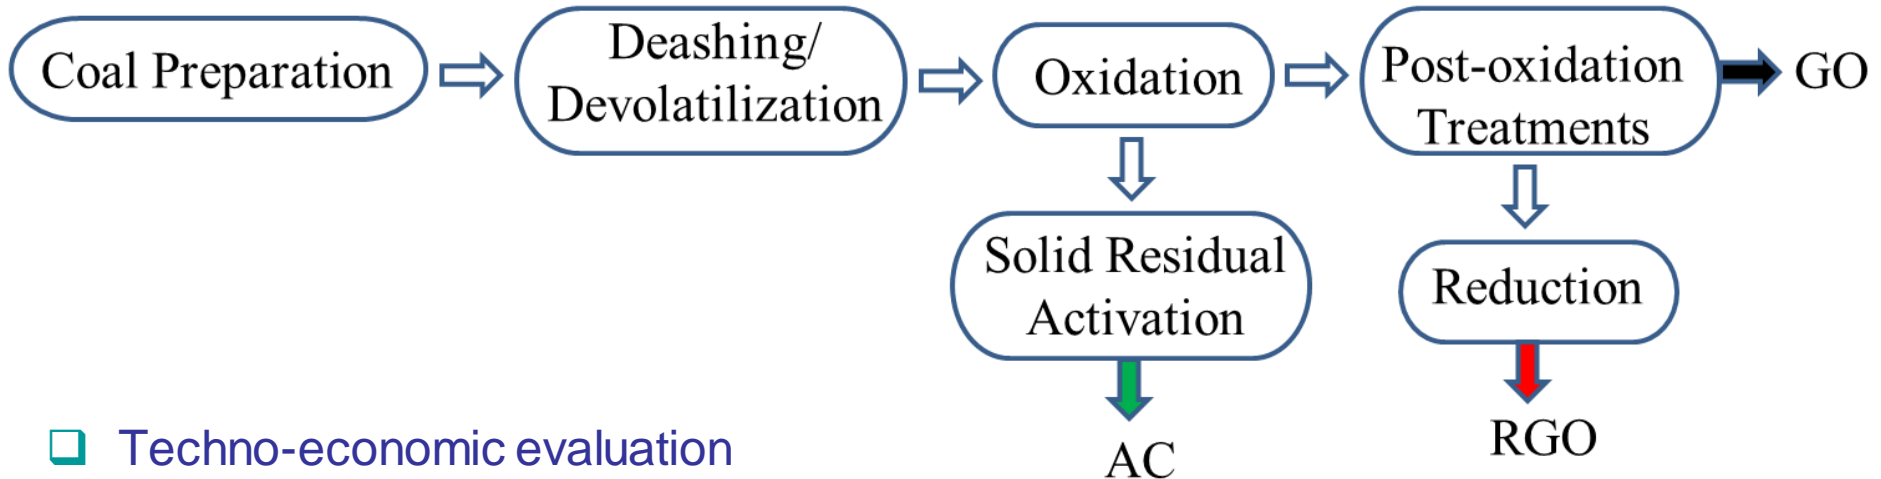 Coal Preparation
Deashing/
Devolatilization
Oxidation
Post-oxidation
Treatments
GO
Solid Residual
Activation
Reduction
AC
RGO
Techno-economic evaluation